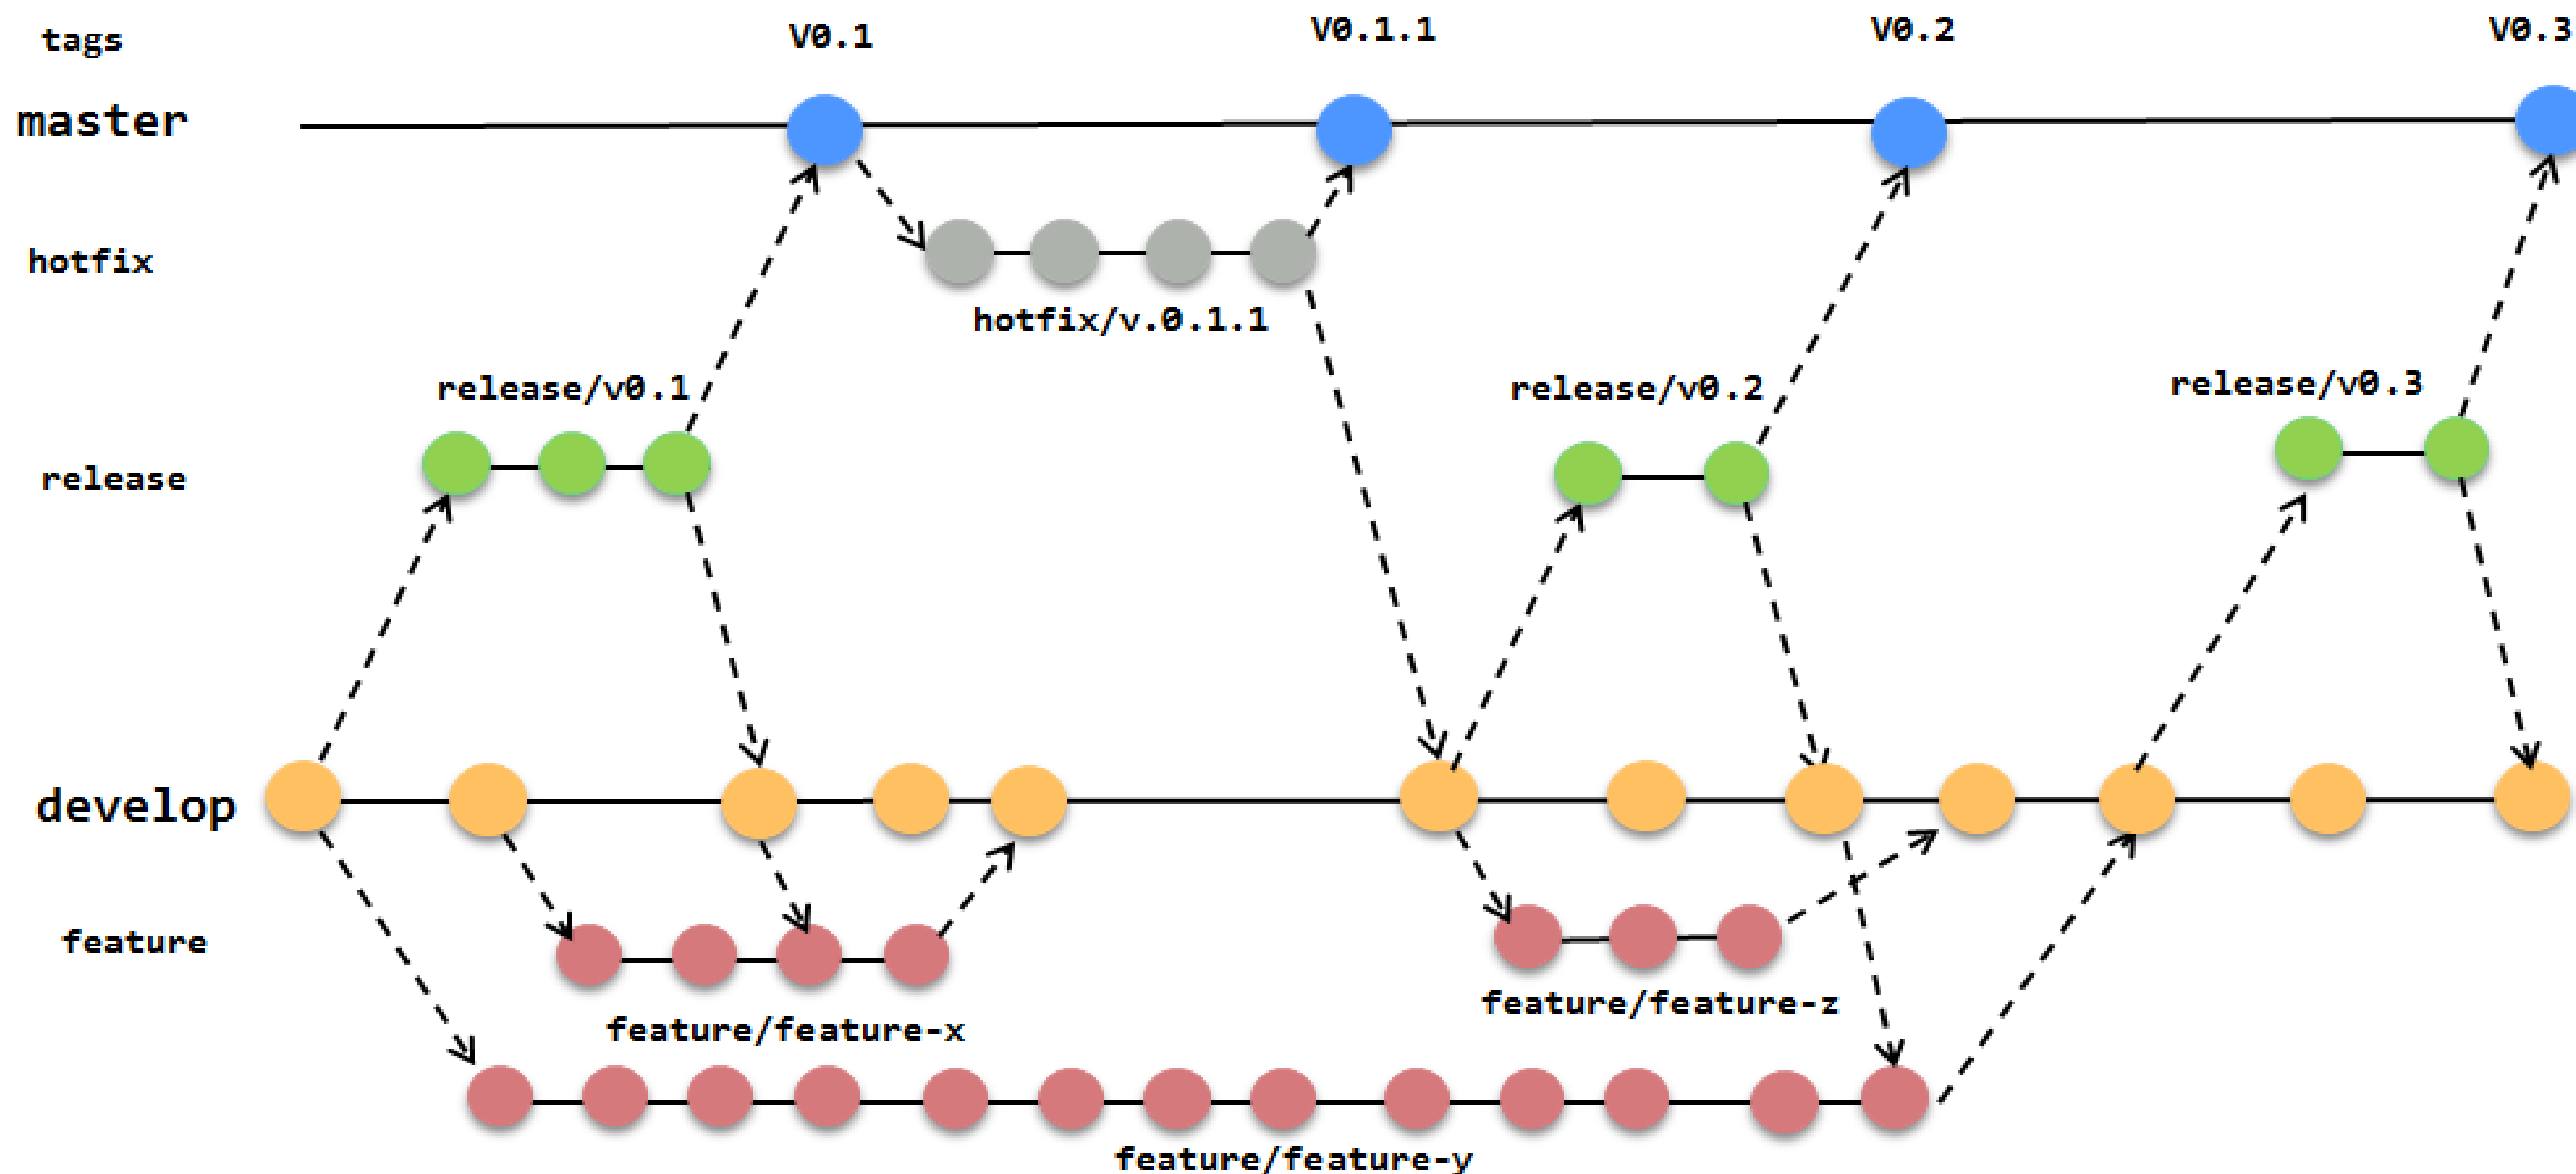 tags
V0.1
V0.1.1
V0.2
V0.3
master
hotfix
hotfix/v.0.1.1
release/v0.1
release/v0.2
release/v0.3
release
develop
feature
feature/feature-z
feature/feature-x
feature/feature-y